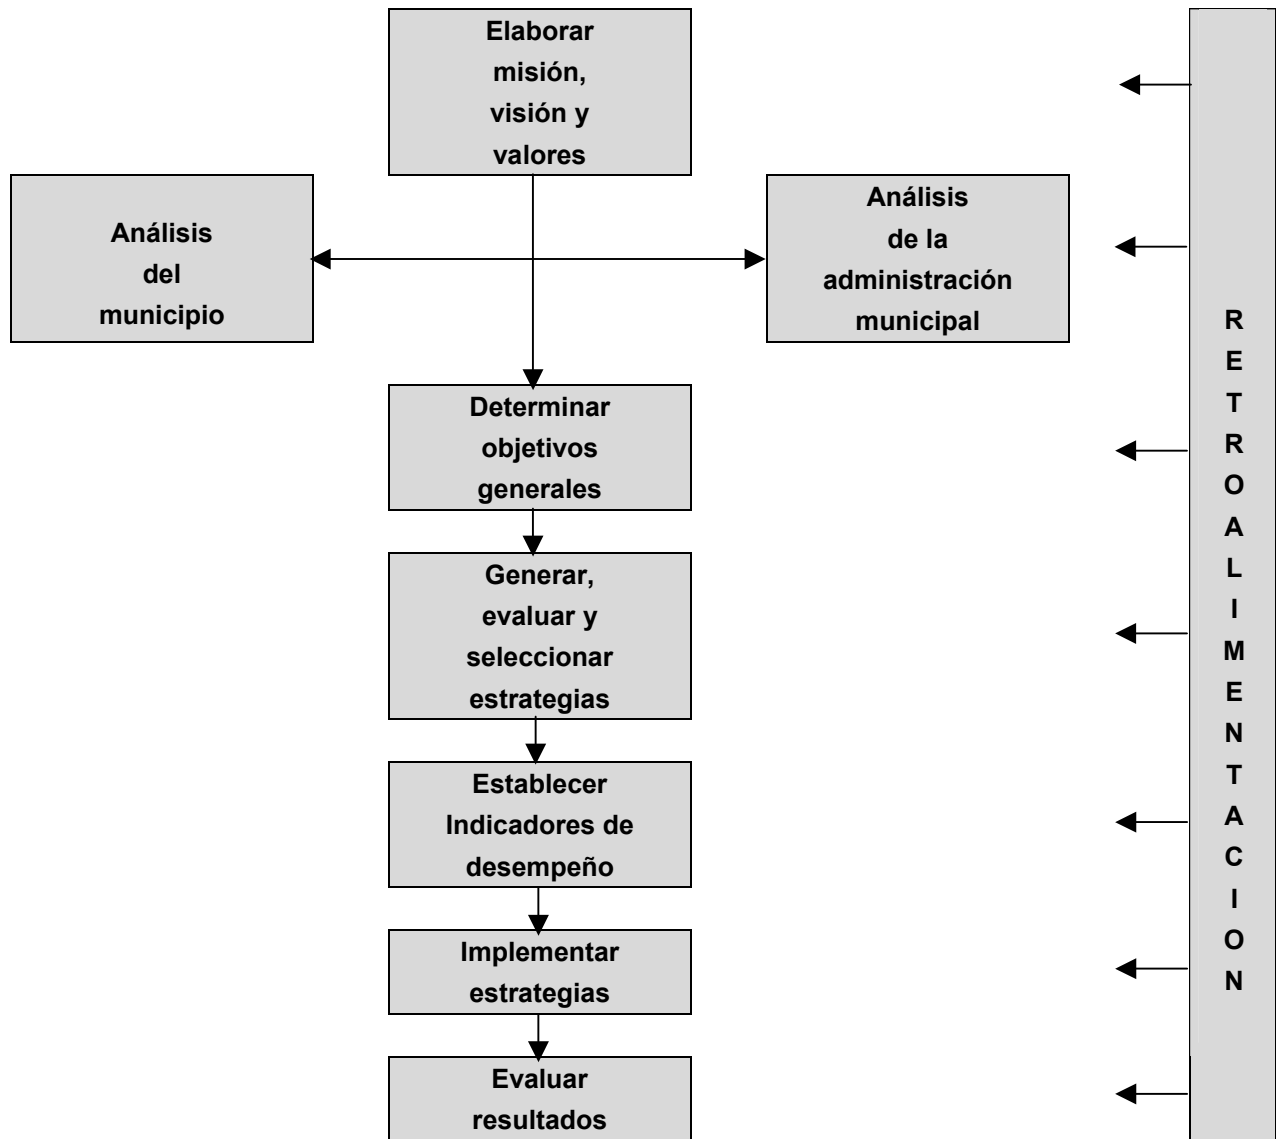 Elaborar
misión,
visión y
valores
Análisis
del
municipio
Análisis
de la
administración
municipal
Determinar
objetivos
generales
Generar,
evaluar y
seleccionar
estrategias
Establecer
Indicadores de
desempeño
Implementar
estrategias
Evaluar
resultados
R
E
T
R
O
A
L
I
M
E
N
T
A
C
I
O
N